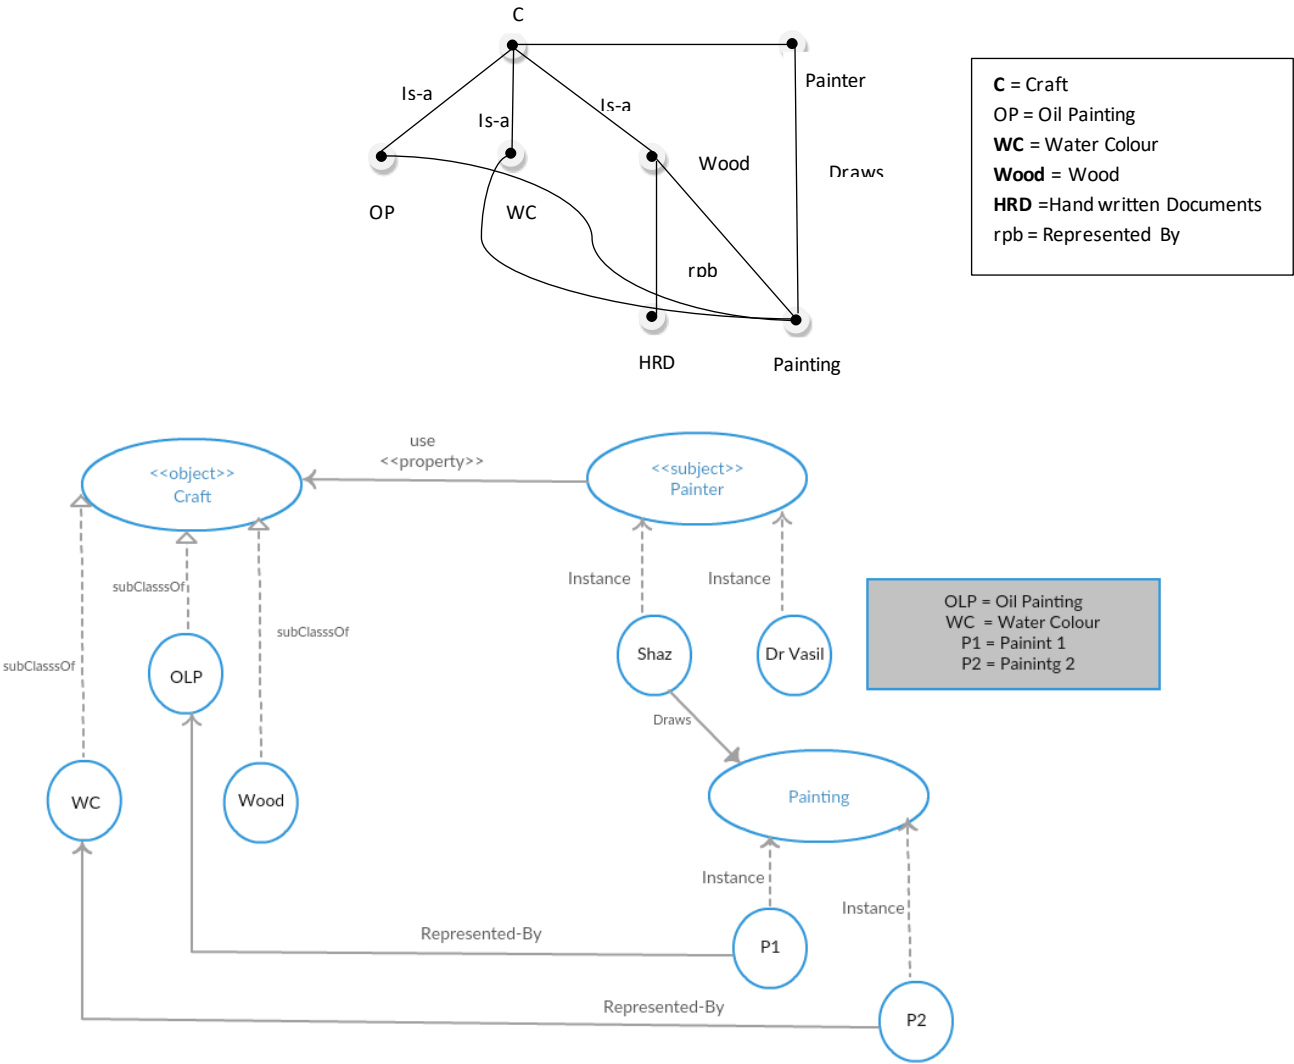 C
Painter
Is-a
Is-a
Is-a
Wood
Draws
OP
WC
rpb
HRD
Painting
C = Craft
OP = Oil Painting
WC = Water Colour
Wood = Wood
HRD =Hand written Documents
rpb = Represented By
use
<<property>>
<<object>>
Craft
<<subject>>
Painter
subClasssOf
subClasssOf
subClasssOf
Instance
Instance
OLP
Shaz
Dr Vasil
OLP = Oil Painting
WC = Water Colour
P1 = Painint 1
P2 = Painintg 2
Draws
WC
Wood
Painting
Instance
Instance
Represented-By
P1
Represented-By
P2